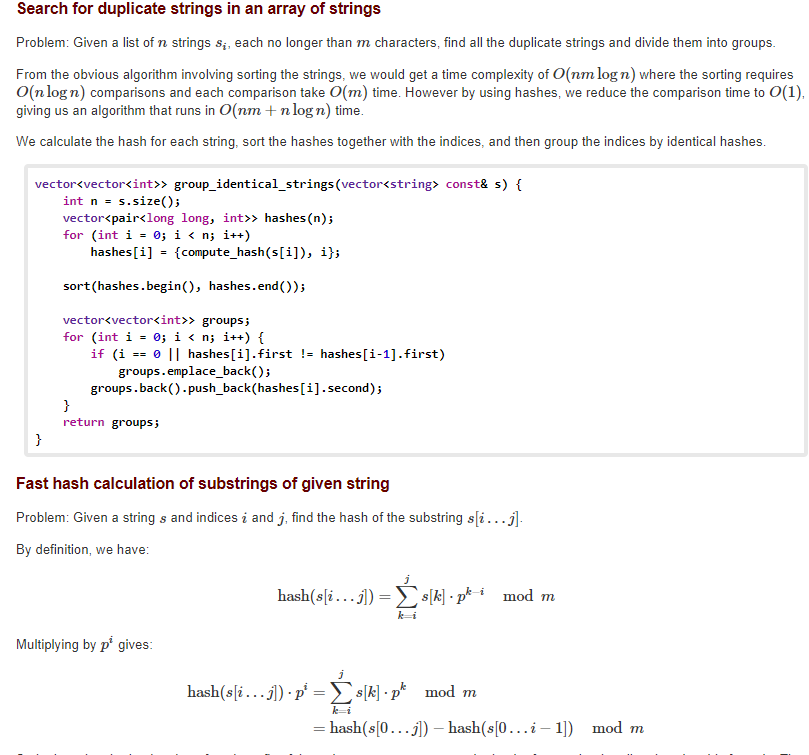 Search for duplicate strings in an array of strings
Problem: Given a list of n strings sᵢ, each no longer than m characters, find all the duplicate strings and divide them into groups.
From the obvious algorithm involving sorting the strings, we would get a time complexity of O(nm log n) where the sorting requires
O(n log n) comparisons and each comparison take O(m) time. However by using hashes, we reduce the comparison time to O(1),
giving us an algorithm that runs in O(nm + n log n) time.
We calculate the hash for each string, sort the hashes together with the indices, and then group the indices by identical hashes.
vector<vector<int>> group_identical_strings(vector<string> const& s) {
    int n = s.size();
    vector<pair<long long, int>> hashes(n);
    for (int i = 0; i < n; i++)
        hashes[i] = {compute_hash(s[i]), i};
    sort(hashes.begin(), hashes.end());
    vector<vector<int>> groups;
    for (int i = 0; i < n; i++) {
        if (i == 0 || hashes[i].first != hashes[i-1].first)
            groups.emplace_back();
        groups.back().push_back(hashes[i].second);
    }
    return groups;
}
Fast hash calculation of substrings of given string
Problem: Given a string s and indices i and j, find the hash of the substring s[i…j].
By definition, we have:
hash(s[i…j]) = ∑_{k=i}^{j} s[k] · p^{k−i} mod m
Multiplying by pⁱ gives:
hash(s[i…j]) · pⁱ = ∑_{k=i}^{j} s[k] · pᵏ mod m
= hash(s[0…j]) − hash(s[0…i − 1]) mod m